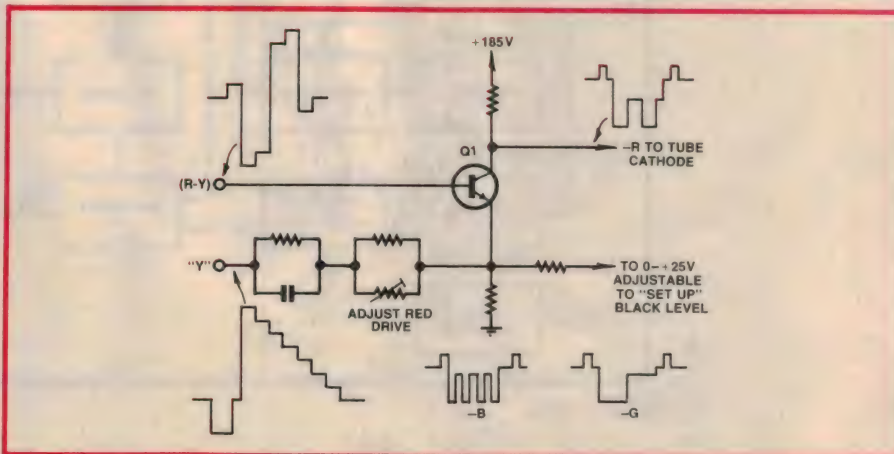 +185V
Q1
–R TO TUBE
CATHODE
(R-Y)
"Y"
ADJUST RED
DRIVE
TO 0–+25V
ADJUSTABLE
TO "SET UP"
BLACK LEVEL
–B
–G